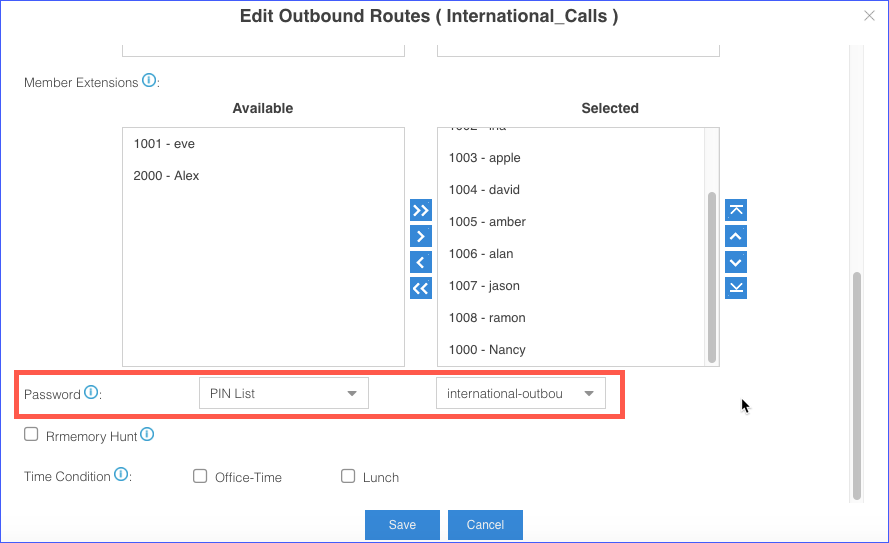 Edit Outbound Routes ( International_Calls )
Member Extensions :
Available
Selected
1001 - eve
2000 - Alex
1003 - apple
1004 - david
1005 - amber
1006 - alan
1007 - jason
1008 - ramon
1000 - Nancy
Password :
PIN List
international-outbou
Rrmemory Hunt
Time Condition :
Office-Time
Lunch
Save
Cancel